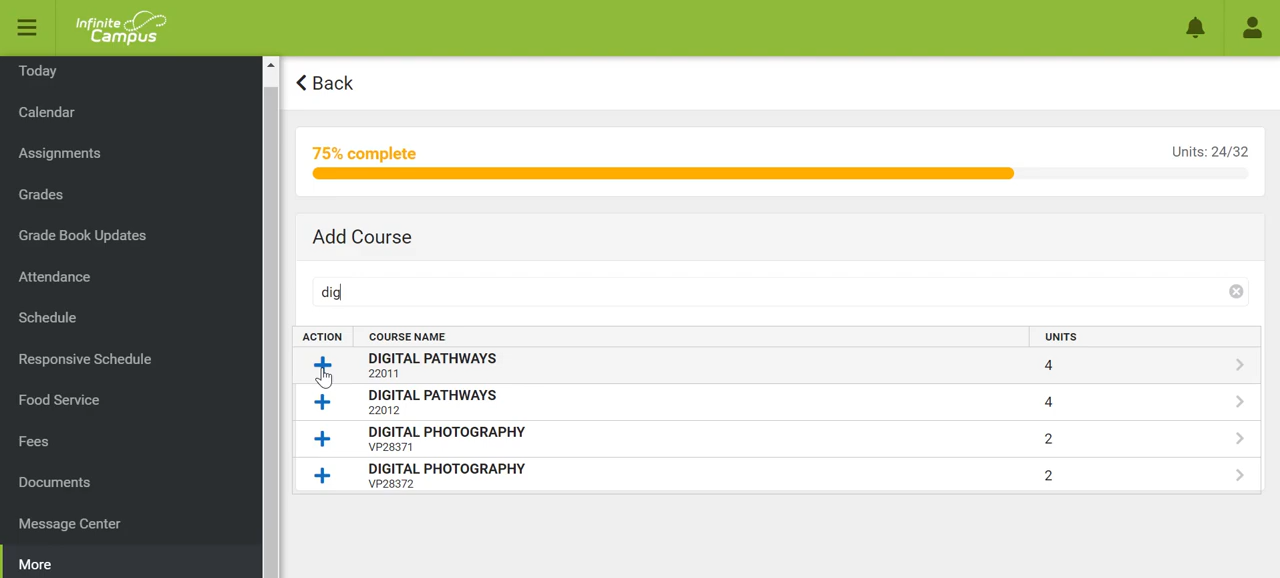 Infinite
Campus
Today
Calendar
Assignments
Grades
Grade Book Updates
Attendance
Schedule
Responsive Schedule
Food Service
Fees
Documents
Message Center
More
Back
75% complete
Units: 24/32
Add Course
dig
ACTION COURSE NAME UNITS
DIGITAL PATHWAYS 4
22011
DIGITAL PATHWAYS 4
22012
DIGITAL PHOTOGRAPHY 2
VP28371
DIGITAL PHOTOGRAPHY 2
VP28372